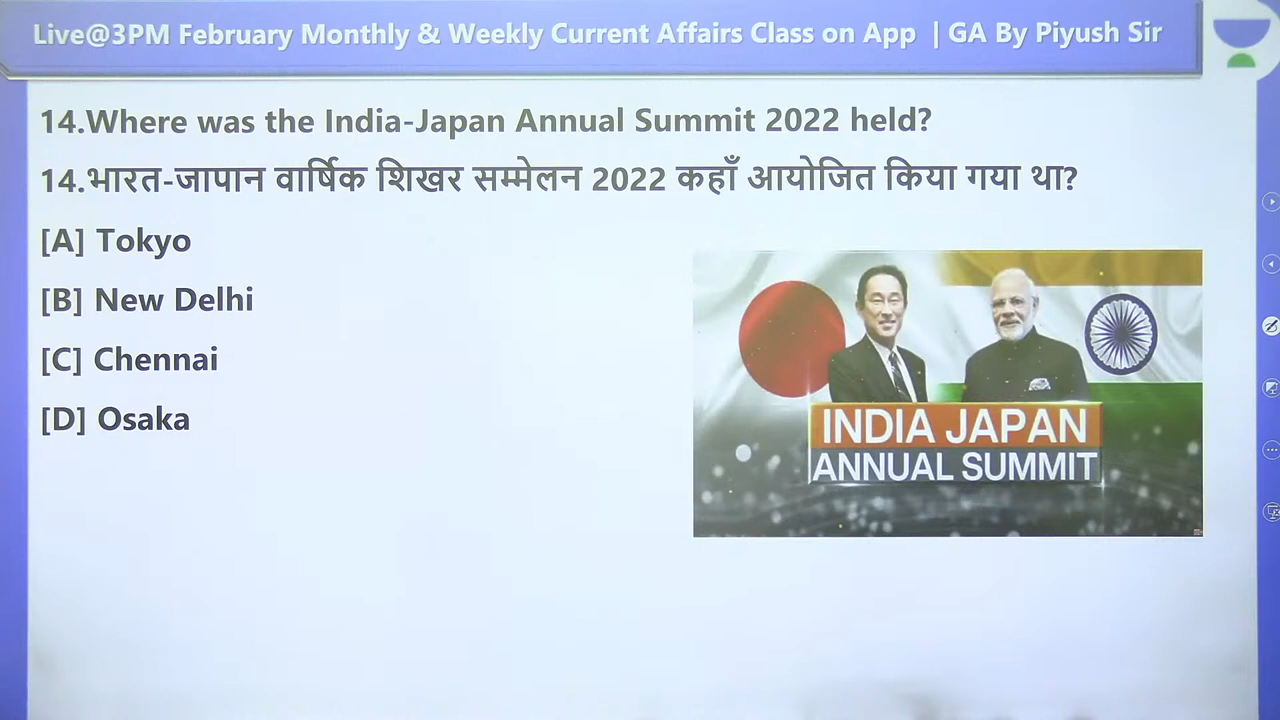 Live@3PM February Monthly & Weekly Current Affairs Class on App | GA By Piyush Sir
14.Where was the India-Japan Annual Summit 2022 held?
14.भारत-जापान वार्षिक शिखर सम्मेलन 2022 कहाँ आयोजित किया गया था?
[A] Tokyo
[B] New Delhi
[C] Chennai
[D] Osaka
INDIA JAPAN
ANNUAL SUMMIT